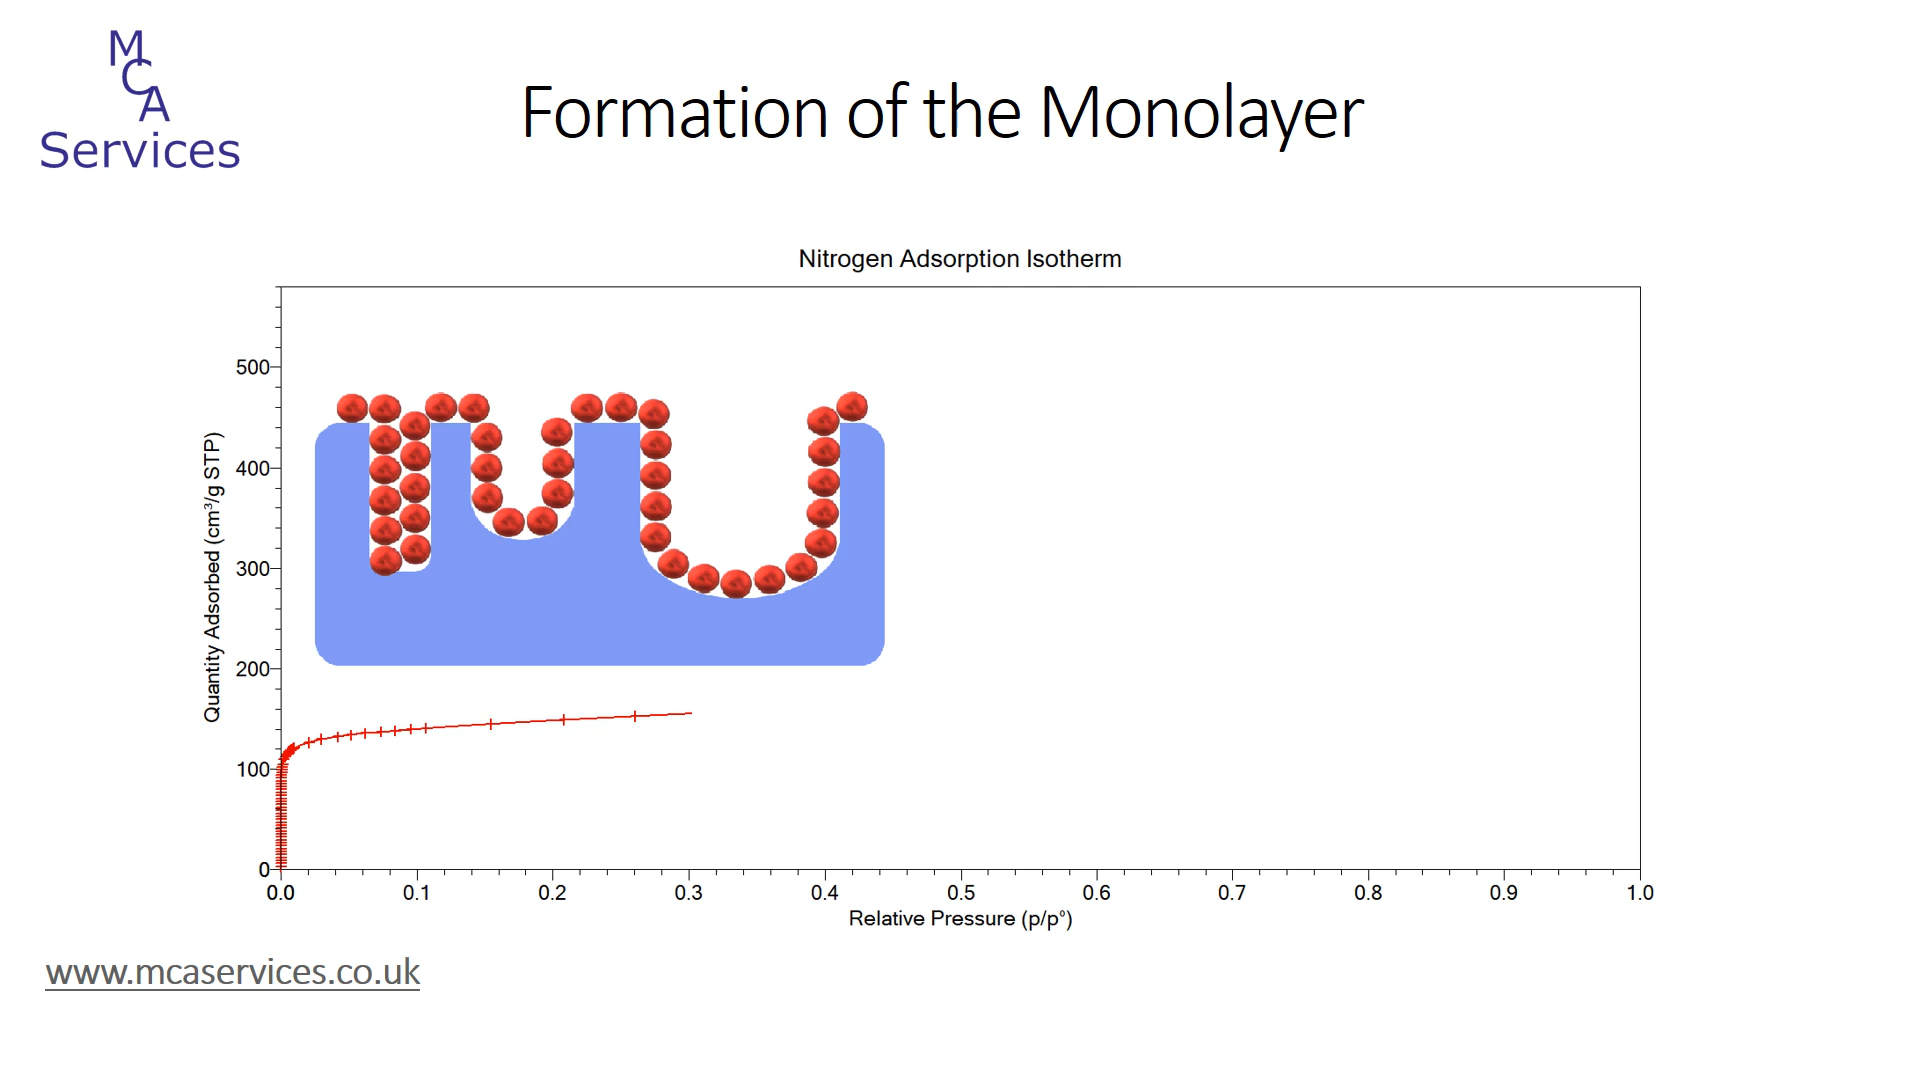 M
C
A
Services
Formation of the Monolayer
Nitrogen Adsorption Isotherm
Quantity Adsorbed (cm³/g STP)
500
400
300
200
100
0
0.0 0.1 0.2 0.3 0.4 0.5 0.6 0.7 0.8 0.9 1.0
Relative Pressure (p/p°)
www.mcaservices.co.uk